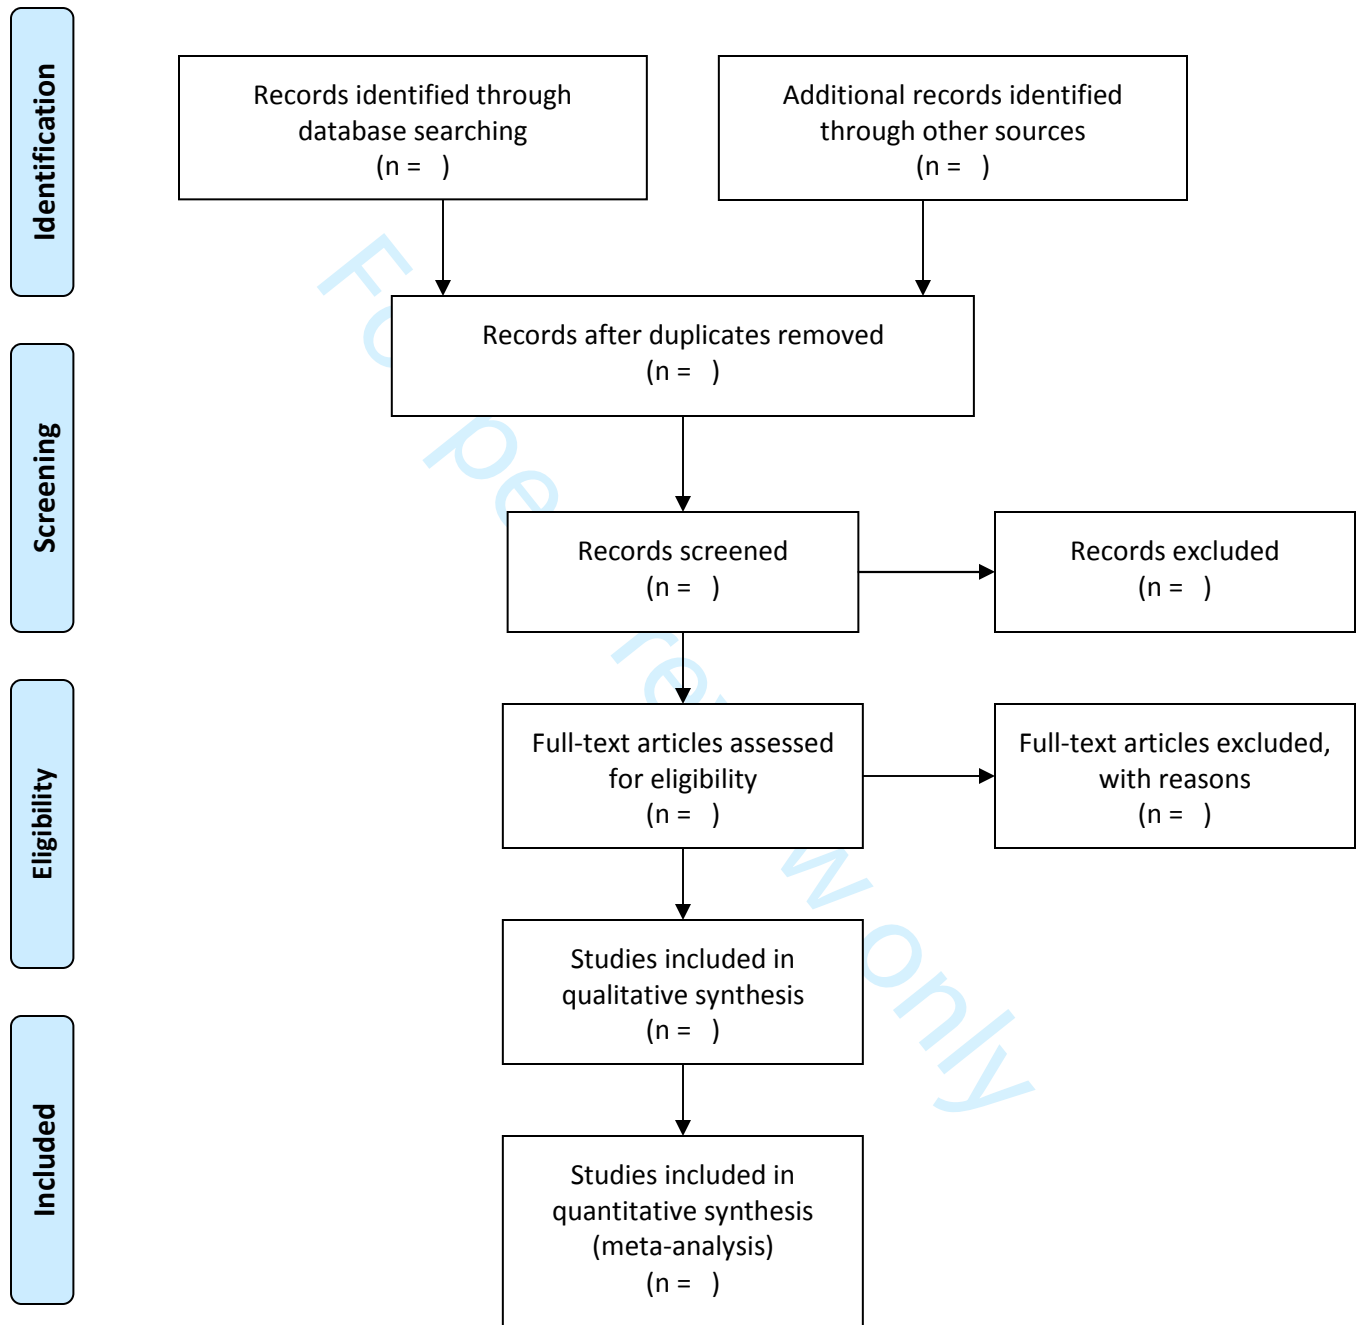 Identification
Records identified through
database searching
(n =   )
Additional records identified
through other sources
(n =   )
Records after duplicates removed
(n =   )
Screening
Records screened
(n =   )
Records excluded
(n =   )
Eligibility
Full-text articles assessed
for eligibility
(n =   )
Full-text articles excluded,
with reasons
(n =   )
Studies included in
qualitative synthesis
(n =   )
Included
Studies included in
quantitative synthesis
(meta-analysis)
(n =   )
only